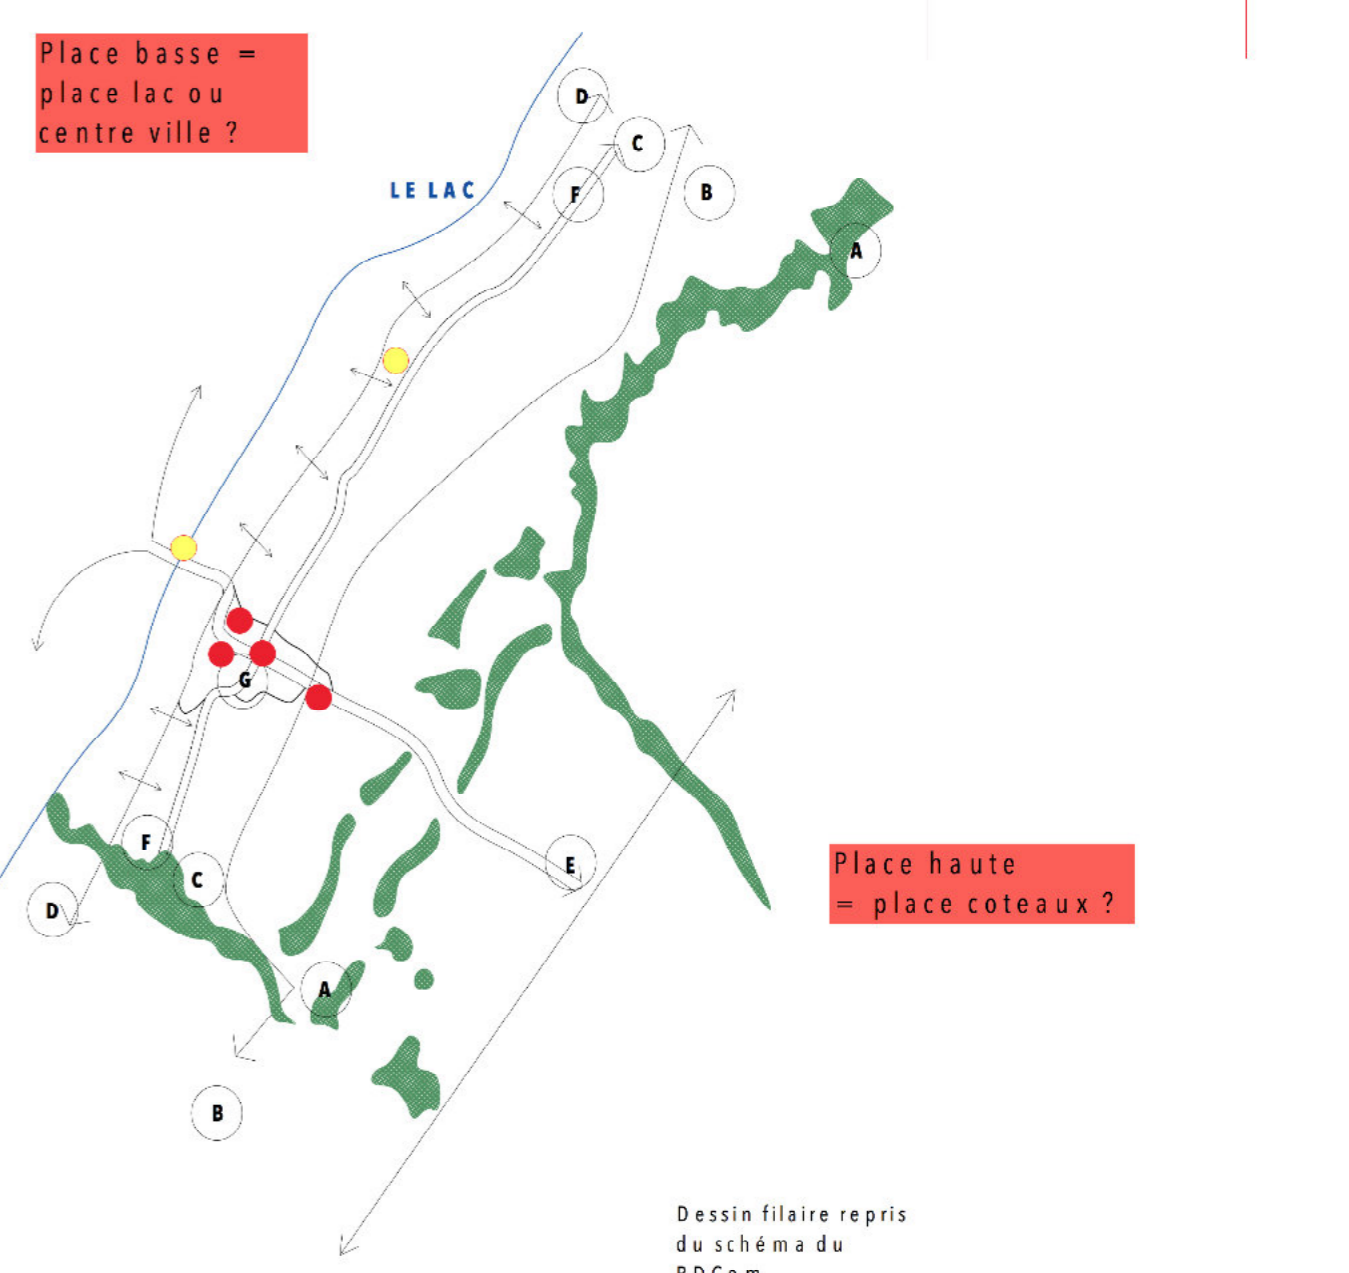 Place basse =
place lac ou
centre ville ?
D
C
LE LAC
F
B
A
G
F
C
E
D
Place haute
= place coteaux ?
A
B
Dessin filaire repris
du schéma du